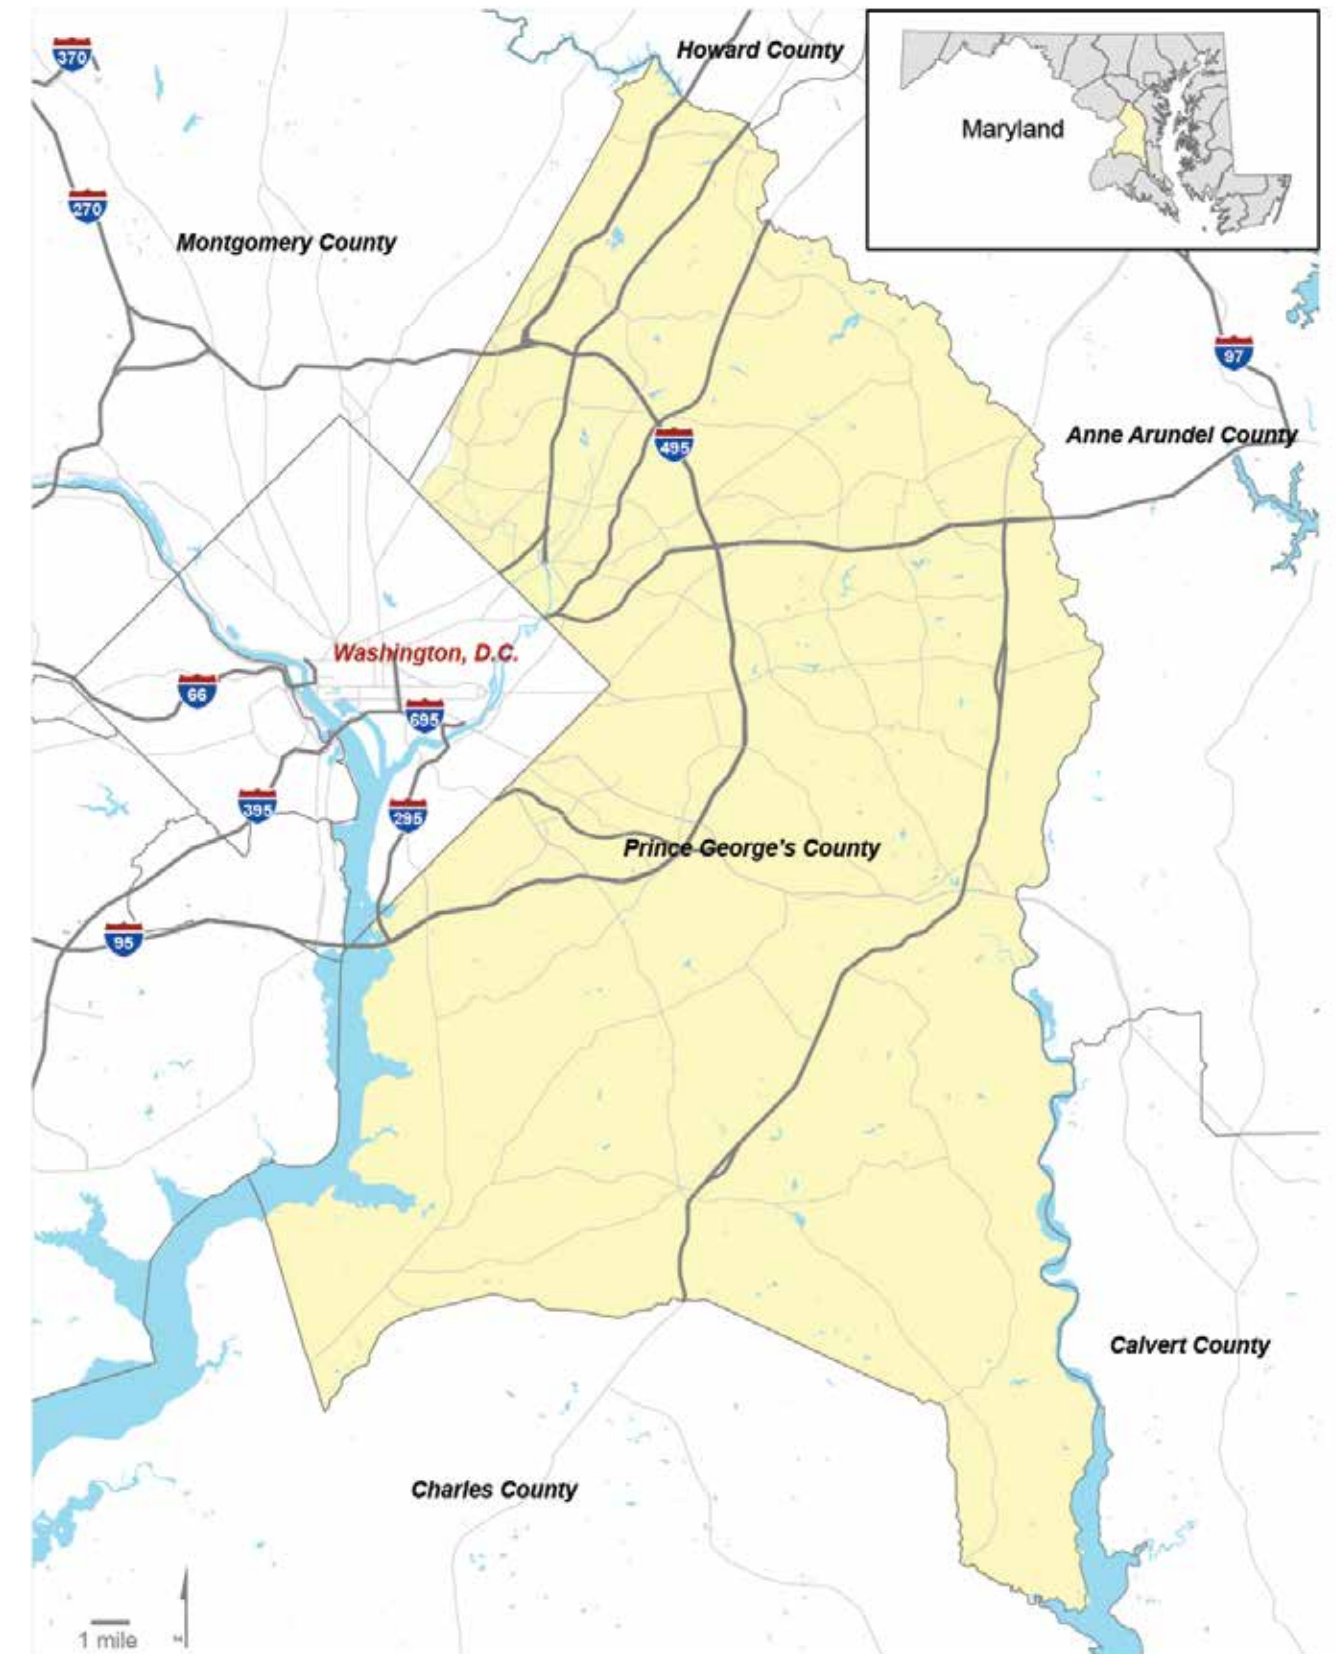 370
Howard County
Maryland
270
Montgomery County
97
Anne Arundel County
495
Washington, D.C.
66
695
395
295
Prince George's County
95
Calvert County
Charles County
1 mile
N